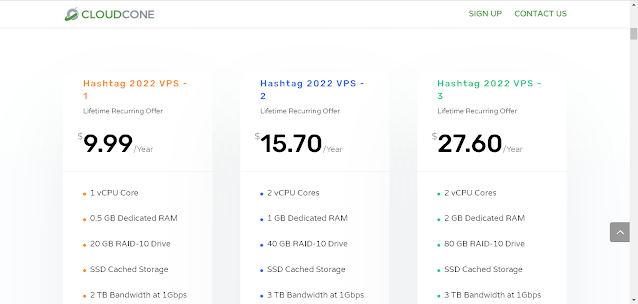 CLOUDCONE
SIGN UP
CONTACT US
Hashtag 2022 VPS -
1
Lifetime Recurring Offer
$9.99/Year
1 vCPU Core
0.5 GB Dedicated RAM
20 GB RAID-10 Drive
SSD Cached Storage
2 TB Bandwidth at 1Gbps
Hashtag 2022 VPS -
2
Lifetime Recurring Offer
$15.70/Year
2 vCPU Cores
1 GB Dedicated RAM
40 GB RAID-10 Drive
SSD Cached Storage
3 TB Bandwidth at 1Gbps
Hashtag 2022 VPS -
3
Lifetime Recurring Offer
$27.60/Year
2 vCPU Cores
2 GB Dedicated RAM
80 GB RAID-10 Drive
SSD Cached Storage
3 TB Bandwidth at 1Gbps